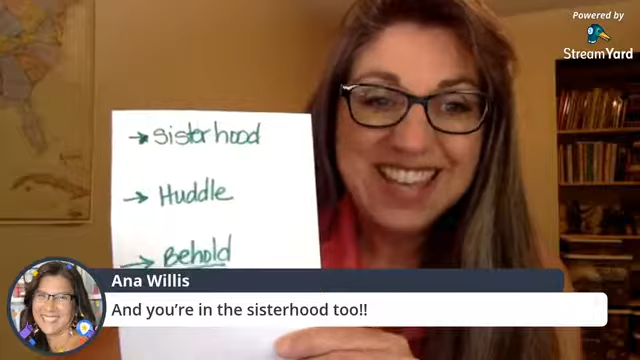 Powered by
StreamYard
→ Sisterhood
→ Huddle
→ Behold
Ana Willis
And you're in the sisterhood too!!